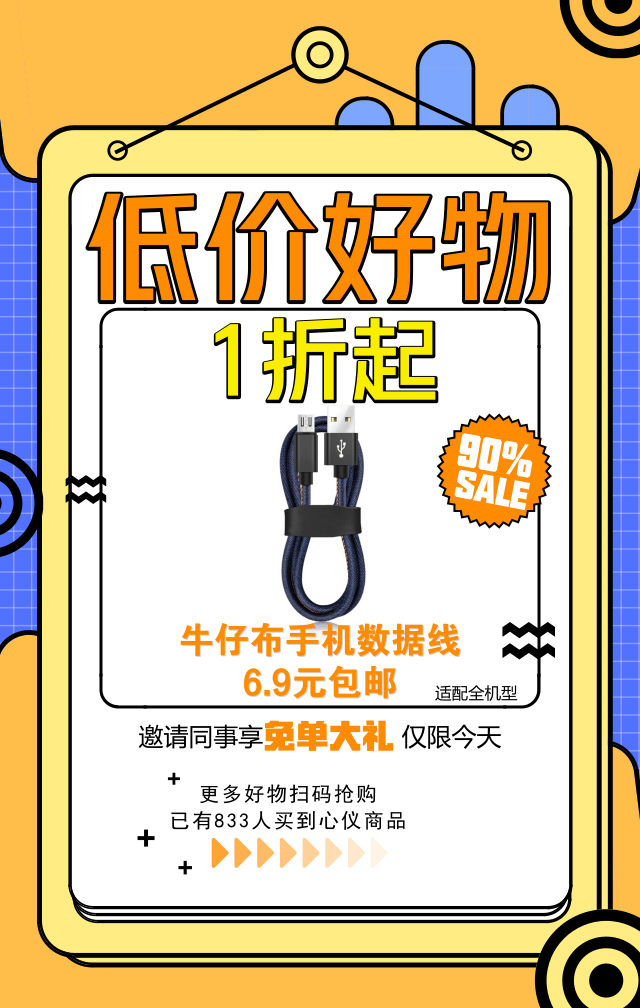 低价好物
1折起
90%
SALE
牛仔布手机数据线
6.9元包邮
适配全机型
邀请同事享免单大礼 仅限今天
更多好物扫码抢购
已有833人买到心仪商品